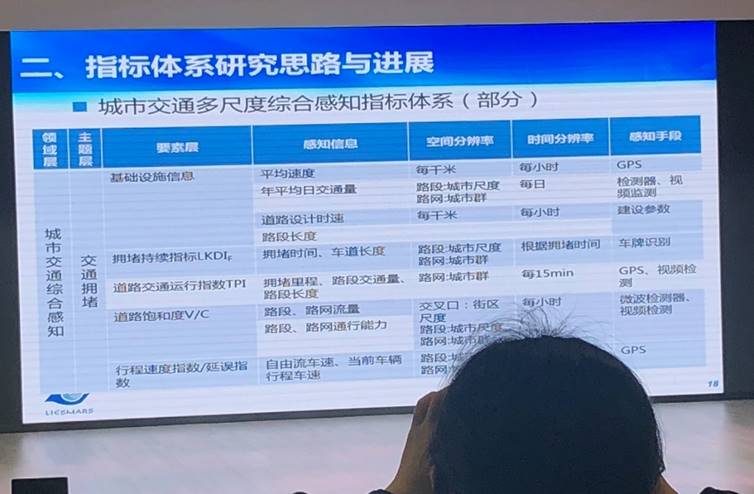 二、指标体系研究思路与进展
■ 城市交通多尺度综合感知指标体系（部分）
领域层 主题层 要素层 感知信息 空间分辨率 时间分辨率 感知手段
城市交通综合感知 交通拥堵
基础设施信息 平均速度 每千米 每小时 GPS
年平均日交通量 路段:城市尺度 每日 检测器、视
路网:城市群 频监测
道路设计时速 每千米 每小时 建设参数
路段长度
拥堵持续指标LKDIF 拥堵时间、车道长度 路段:城市尺度 根据拥堵时间 车牌识别
路网:城市群
道路交通运行指数TPI 拥堵里程、路段交通量、 路网:城市群 每15min GPS、视频检
路段长度 测
道路饱和度V/C 路段、路网流量 交叉口：街区 每小时 微波检测器、
尺度 视频检测
路段、路网通行能力 路段:城市尺度
路网:城市群
行程速度指数/延误指 自由流车速、当前车辆 路段: GPS
数 行程车速 路网
LIESMARS
18